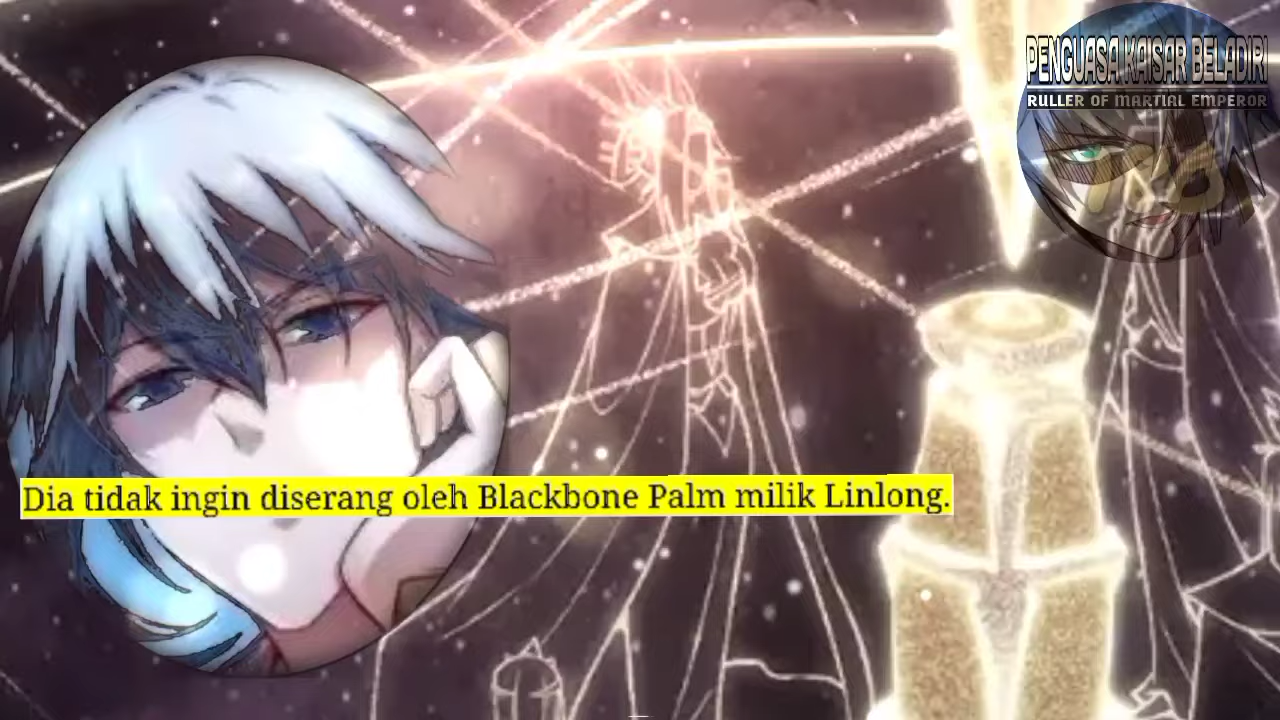 PENGUASA KAISAR BELADIRI
RULLER OF MARTIAL EMPEROR
Dia tidak ingin diserang oleh Blackbone Palm milik Linlong.